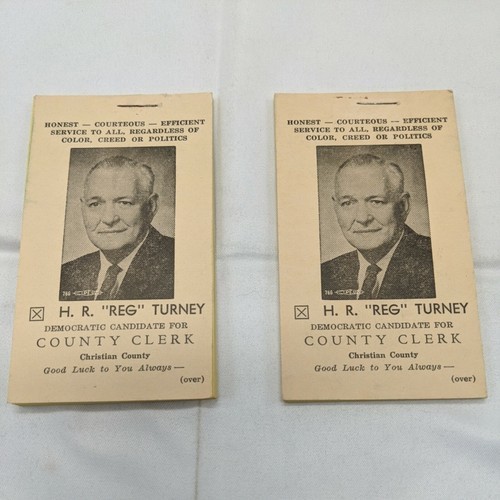 HONEST — COURTEOUS — EFFICIENT
SERVICE TO ALL, REGARDLESS OF
COLOR, CREED OR POLITICS
H. R. "REG" TURNEY
DEMOCRATIC CANDIDATE FOR
COUNTY CLERK
Christian County
Good Luck to You Always —
(over)
HONEST — COURTEOUS — EFFICIENT
SERVICE TO ALL, REGARDLESS OF
COLOR, CREED OR POLITICS
H. R. "REG" TURNEY
DEMOCRATIC CANDIDATE FOR
COUNTY CLERK
Christian County
Good Luck to You Always —
(over)